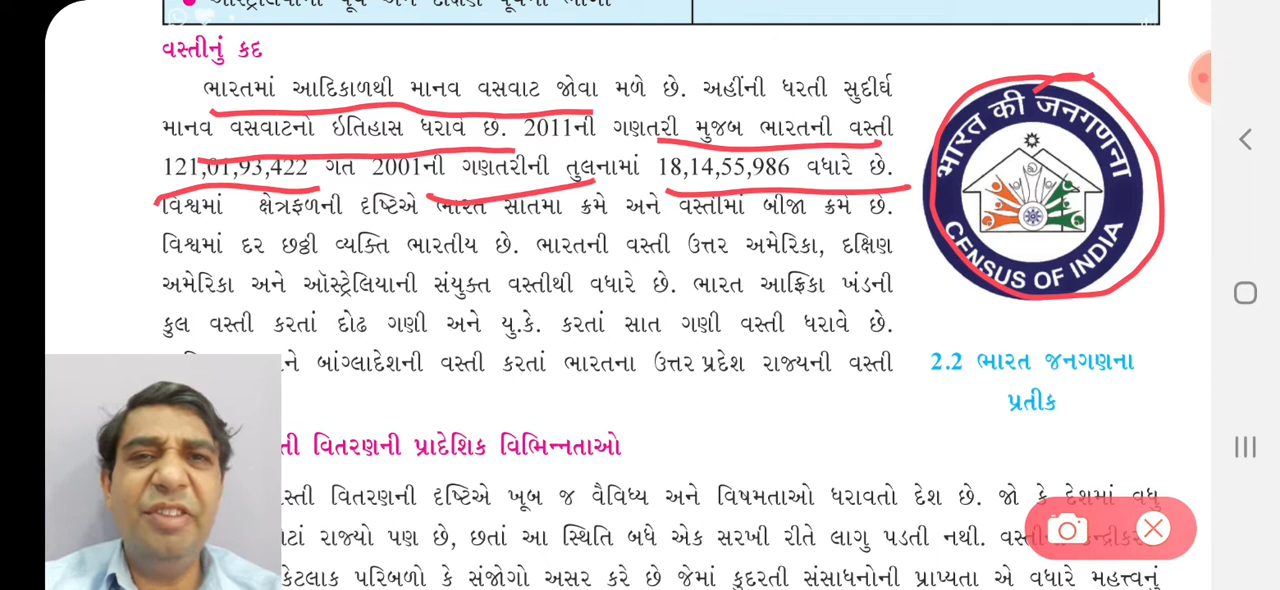 વસ્તીનું કદ
ભારતમાં આદિકાળથી માનવ વસવાટ જોવા મળે છે. અહીંની ધરતી સુદીર્ઘ
માનવ વસવાટનો ઇતિહાસ ધરાવે છે. 2011ની ગણતરી મુજબ ભારતની વસ્તી
121,01,93,422 ગત 2001ની ગણતરીની તુલનામાં 18,14,55,986 વધારે છે.
વિશ્વમાં ક્ષેત્રફળની દૃષ્ટિએ ભારત સાતમા ક્રમે અને વસ્તીમાં બીજા ક્રમે છે.
વિશ્વમાં દર છઠ્ઠી વ્યક્તિ ભારતીય છે. ભારતની વસ્તી ઉત્તર અમેરિકા, દક્ષિણ
અમેરિકા અને ઑસ્ટ્રેલિયાની સંયુક્ત વસ્તીથી વધારે છે. ભારત આફ્રિકા ખંડની
કુલ વસ્તી કરતાં દોઢ ગણી અને યુ.કે. કરતાં સાત ગણી વસ્તી ધરાવે છે.
બાંગ્લાદેશની વસ્તી કરતાં ભારતના ઉત્તર પ્રદેશ રાજ્યની વસ્તી
भारत की जनगणना
CENSUS OF INDIA
2.2 ભારત જનગણના
પ્રતીક
વિતરણની પ્રાદેશિક વિભિન્નતાઓ
વિતરણની દૃષ્ટિએ ખૂબ જ વૈવિધ્ય અને વિષમતાઓ ધરાવતો દેશ છે. જો કે દેશમાં વધુ
રાજ્યો પણ છે, છતાં આ સ્થિતિ બધે એક સરખી રીતે લાગુ પડતી નથી.
કેટલાક પરિબળો કે સંજોગો અસર કરે છે જેમાં કુદરતી સંસાધનોની પ્રાપ્યતા એ વધારે મહત્ત્વનું